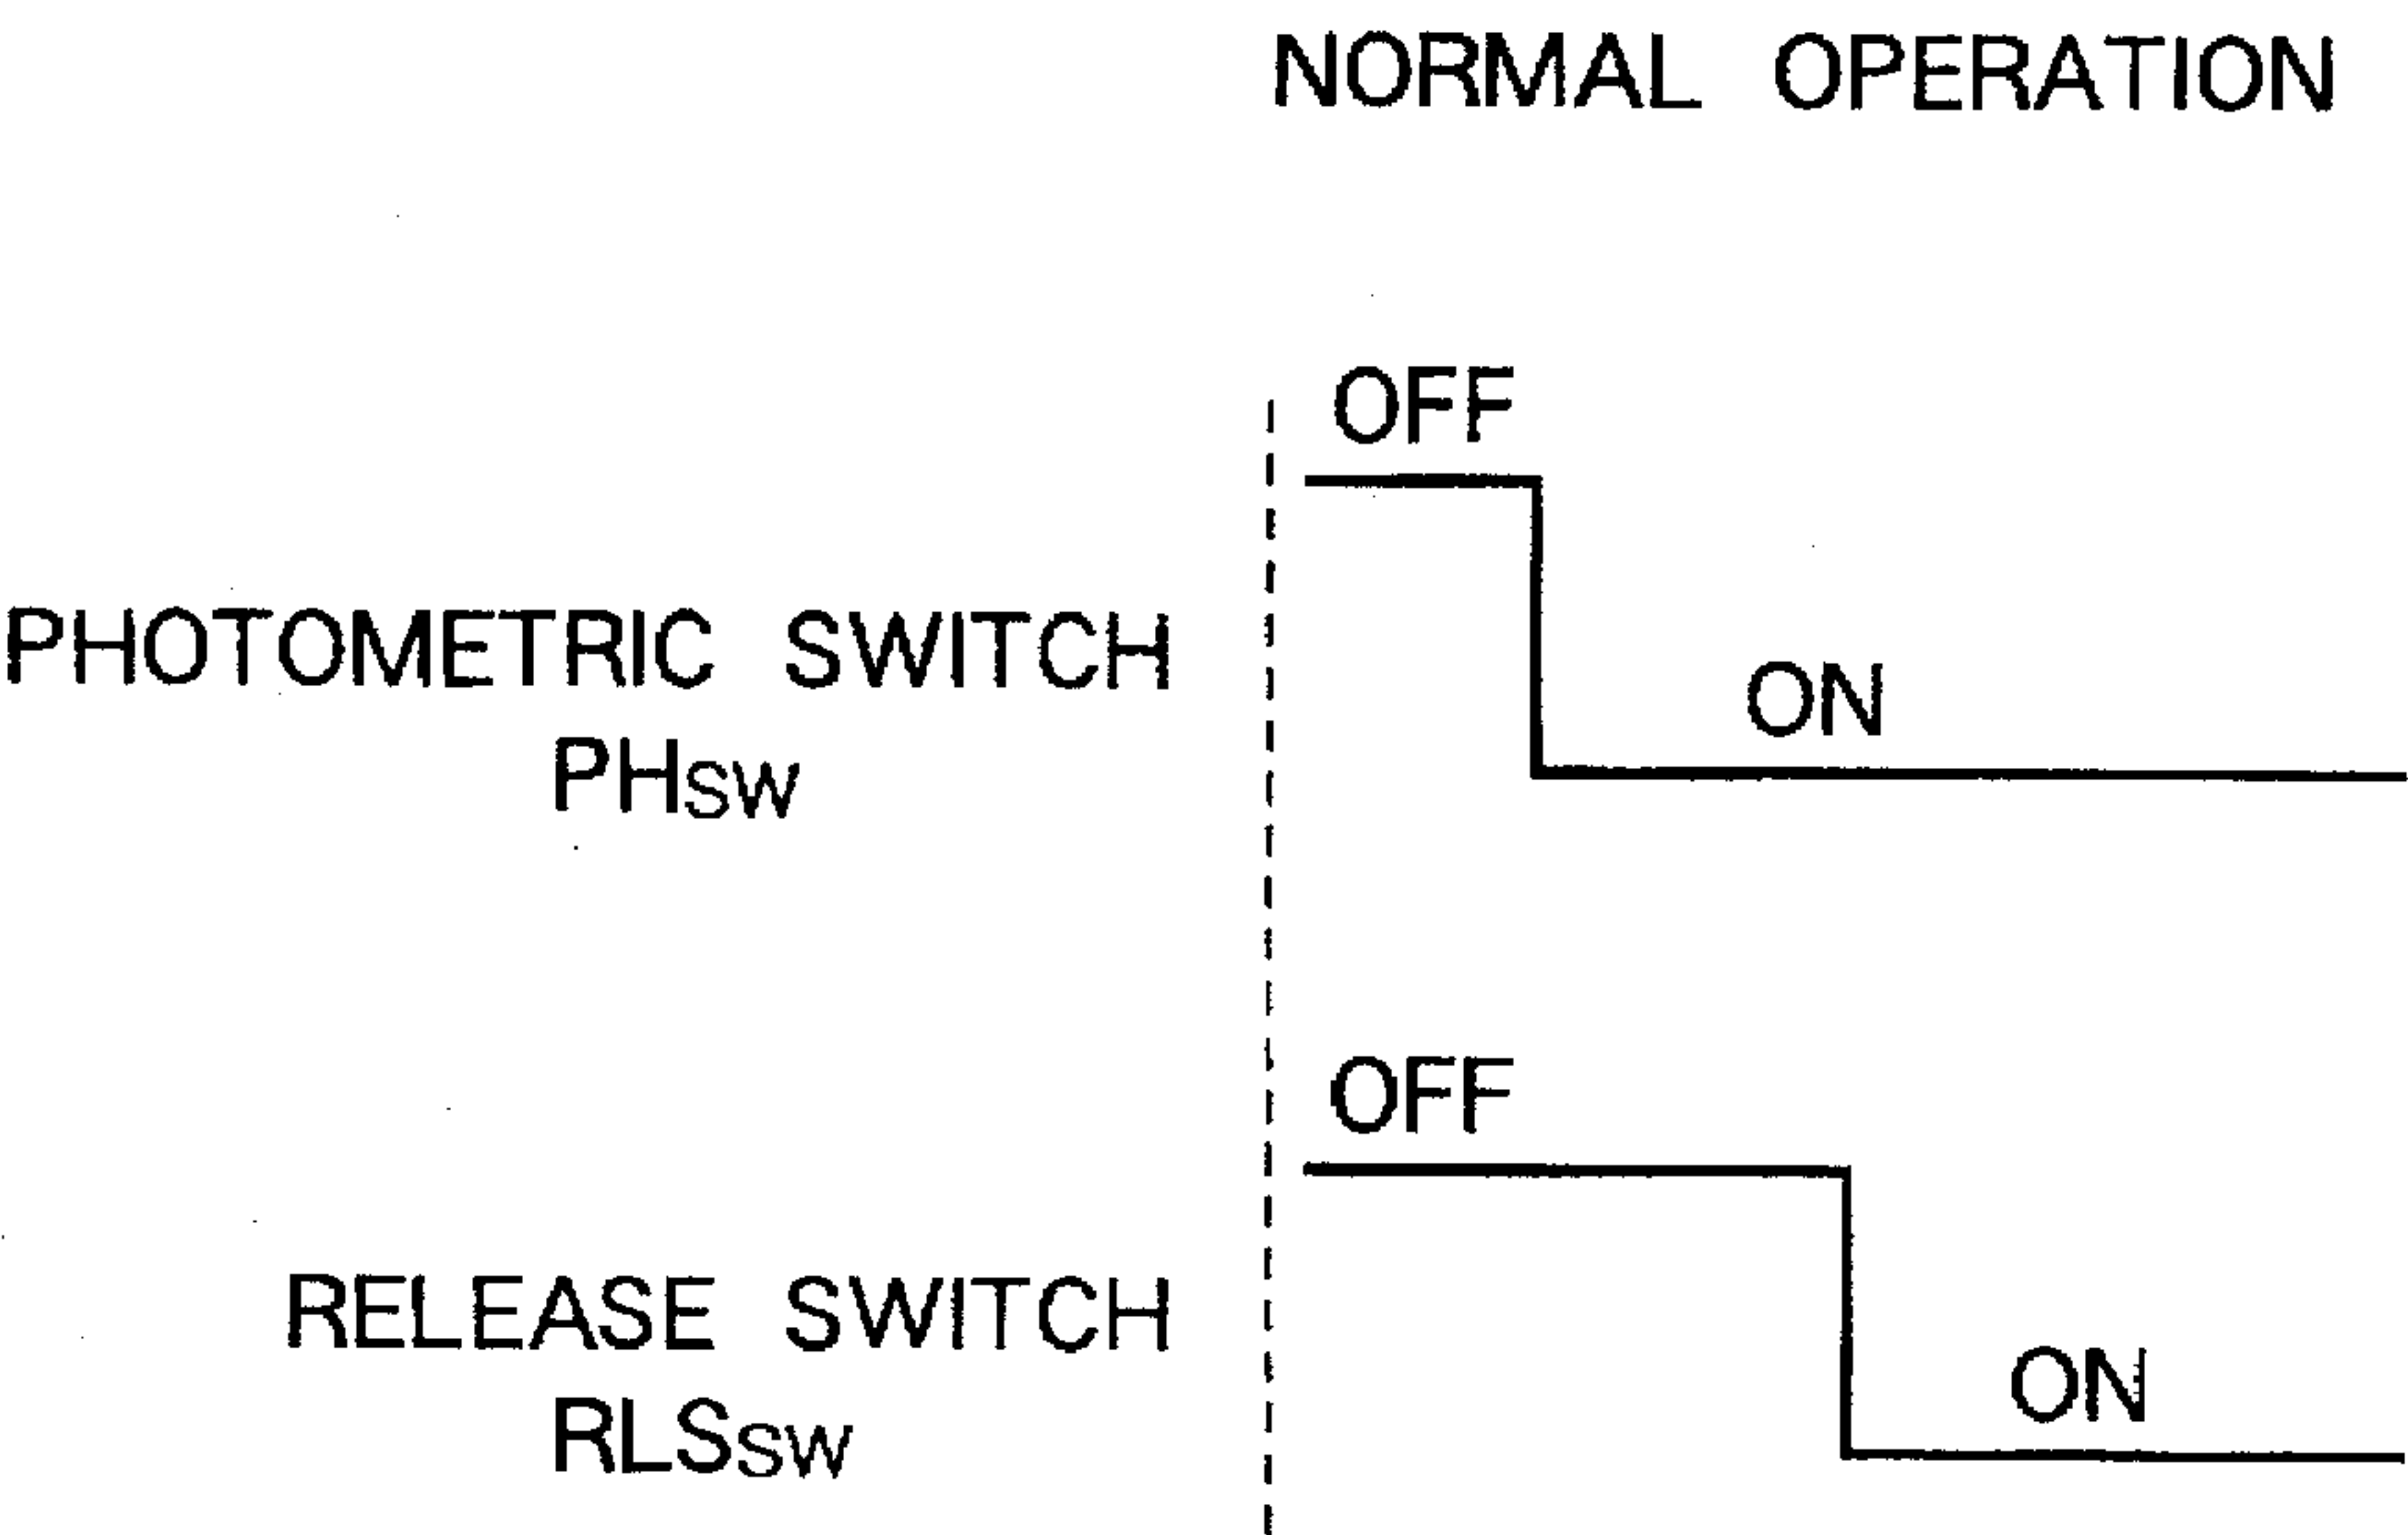 NORMAL OPERATION
OFF
PHOTOMETRIC SWITCH
ON
PHSW
OFF
RELEASE SWITCH
ON
RLSSW